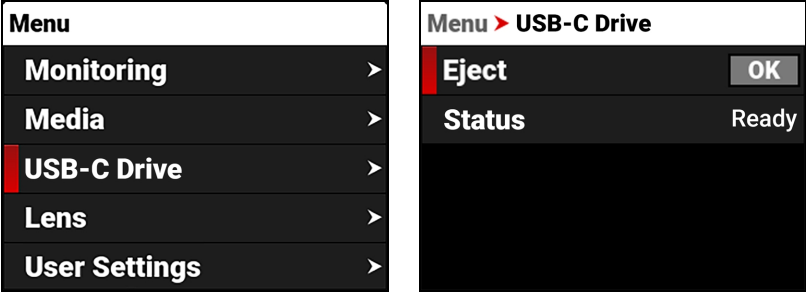 Menu
Monitoring
Media
USB-C Drive
Lens
User Settings
Menu > USB-C Drive
Eject OK
Status Ready